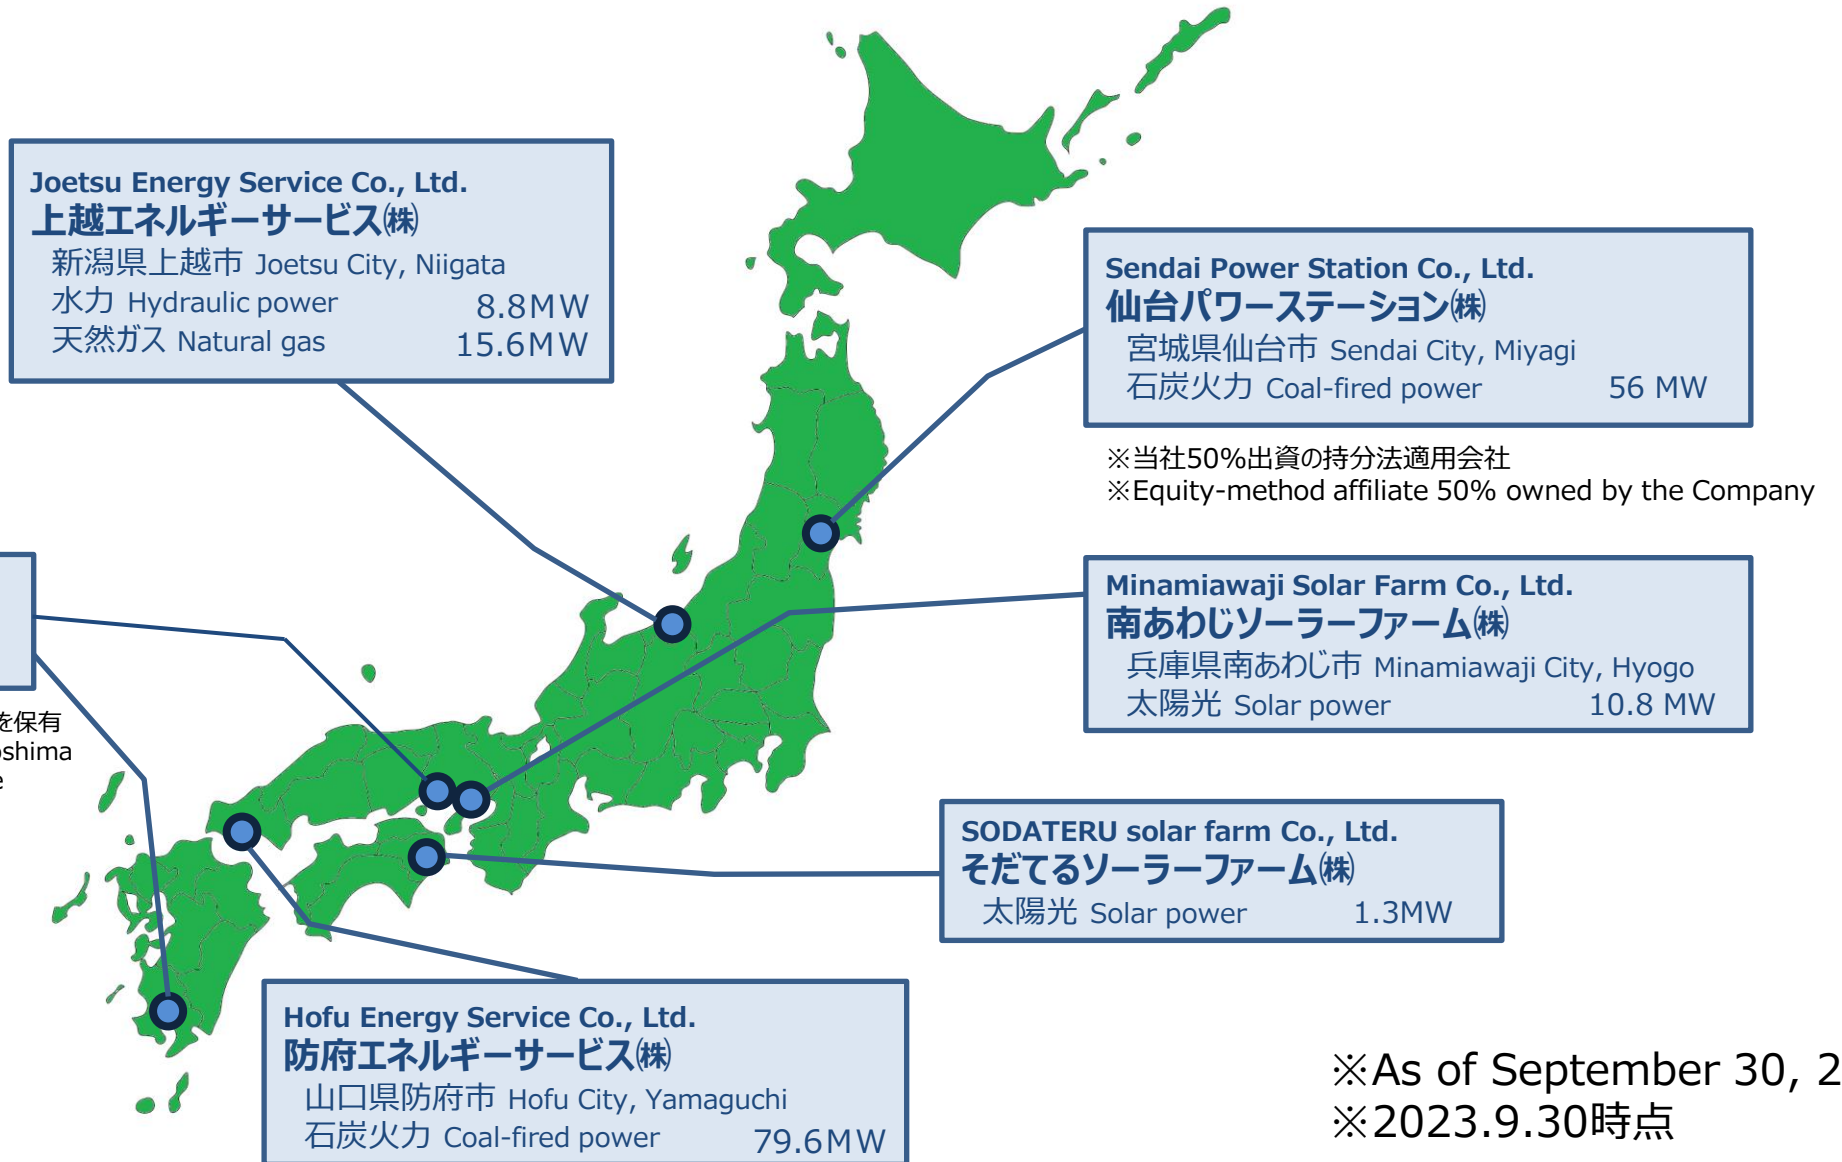 Joetsu Energy Service Co., Ltd.
上越エネルギーサービス㈱
新潟県上越市 Joetsu City, Niigata
水力 Hydraulic power 8.8MW
天然ガス Natural gas 15.6MW
Sendai Power Station Co., Ltd.
仙台パワーステーション㈱
宮城県仙台市 Sendai City, Miyagi
石炭火力 Coal-fired power 56 MW
※当社50%出資の持分法適用会社
※Equity-method affiliate 50% owned by the Company
Minamiawaji Solar Farm Co., Ltd.
南あわじソーラーファーム㈱
兵庫県南あわじ市 Minamiawaji City, Hyogo
太陽光 Solar power 10.8 MW
を保有
oshima
e
SODATERU solar farm Co., Ltd.
そだてるソーラーファーム㈱
太陽光 Solar power 1.3MW
Hofu Energy Service Co., Ltd.
防府エネルギーサービス㈱
山口県防府市 Hofu City, Yamaguchi
石炭火力 Coal-fired power 79.6MW
※As of September 30, 2
※2023.9.30時点